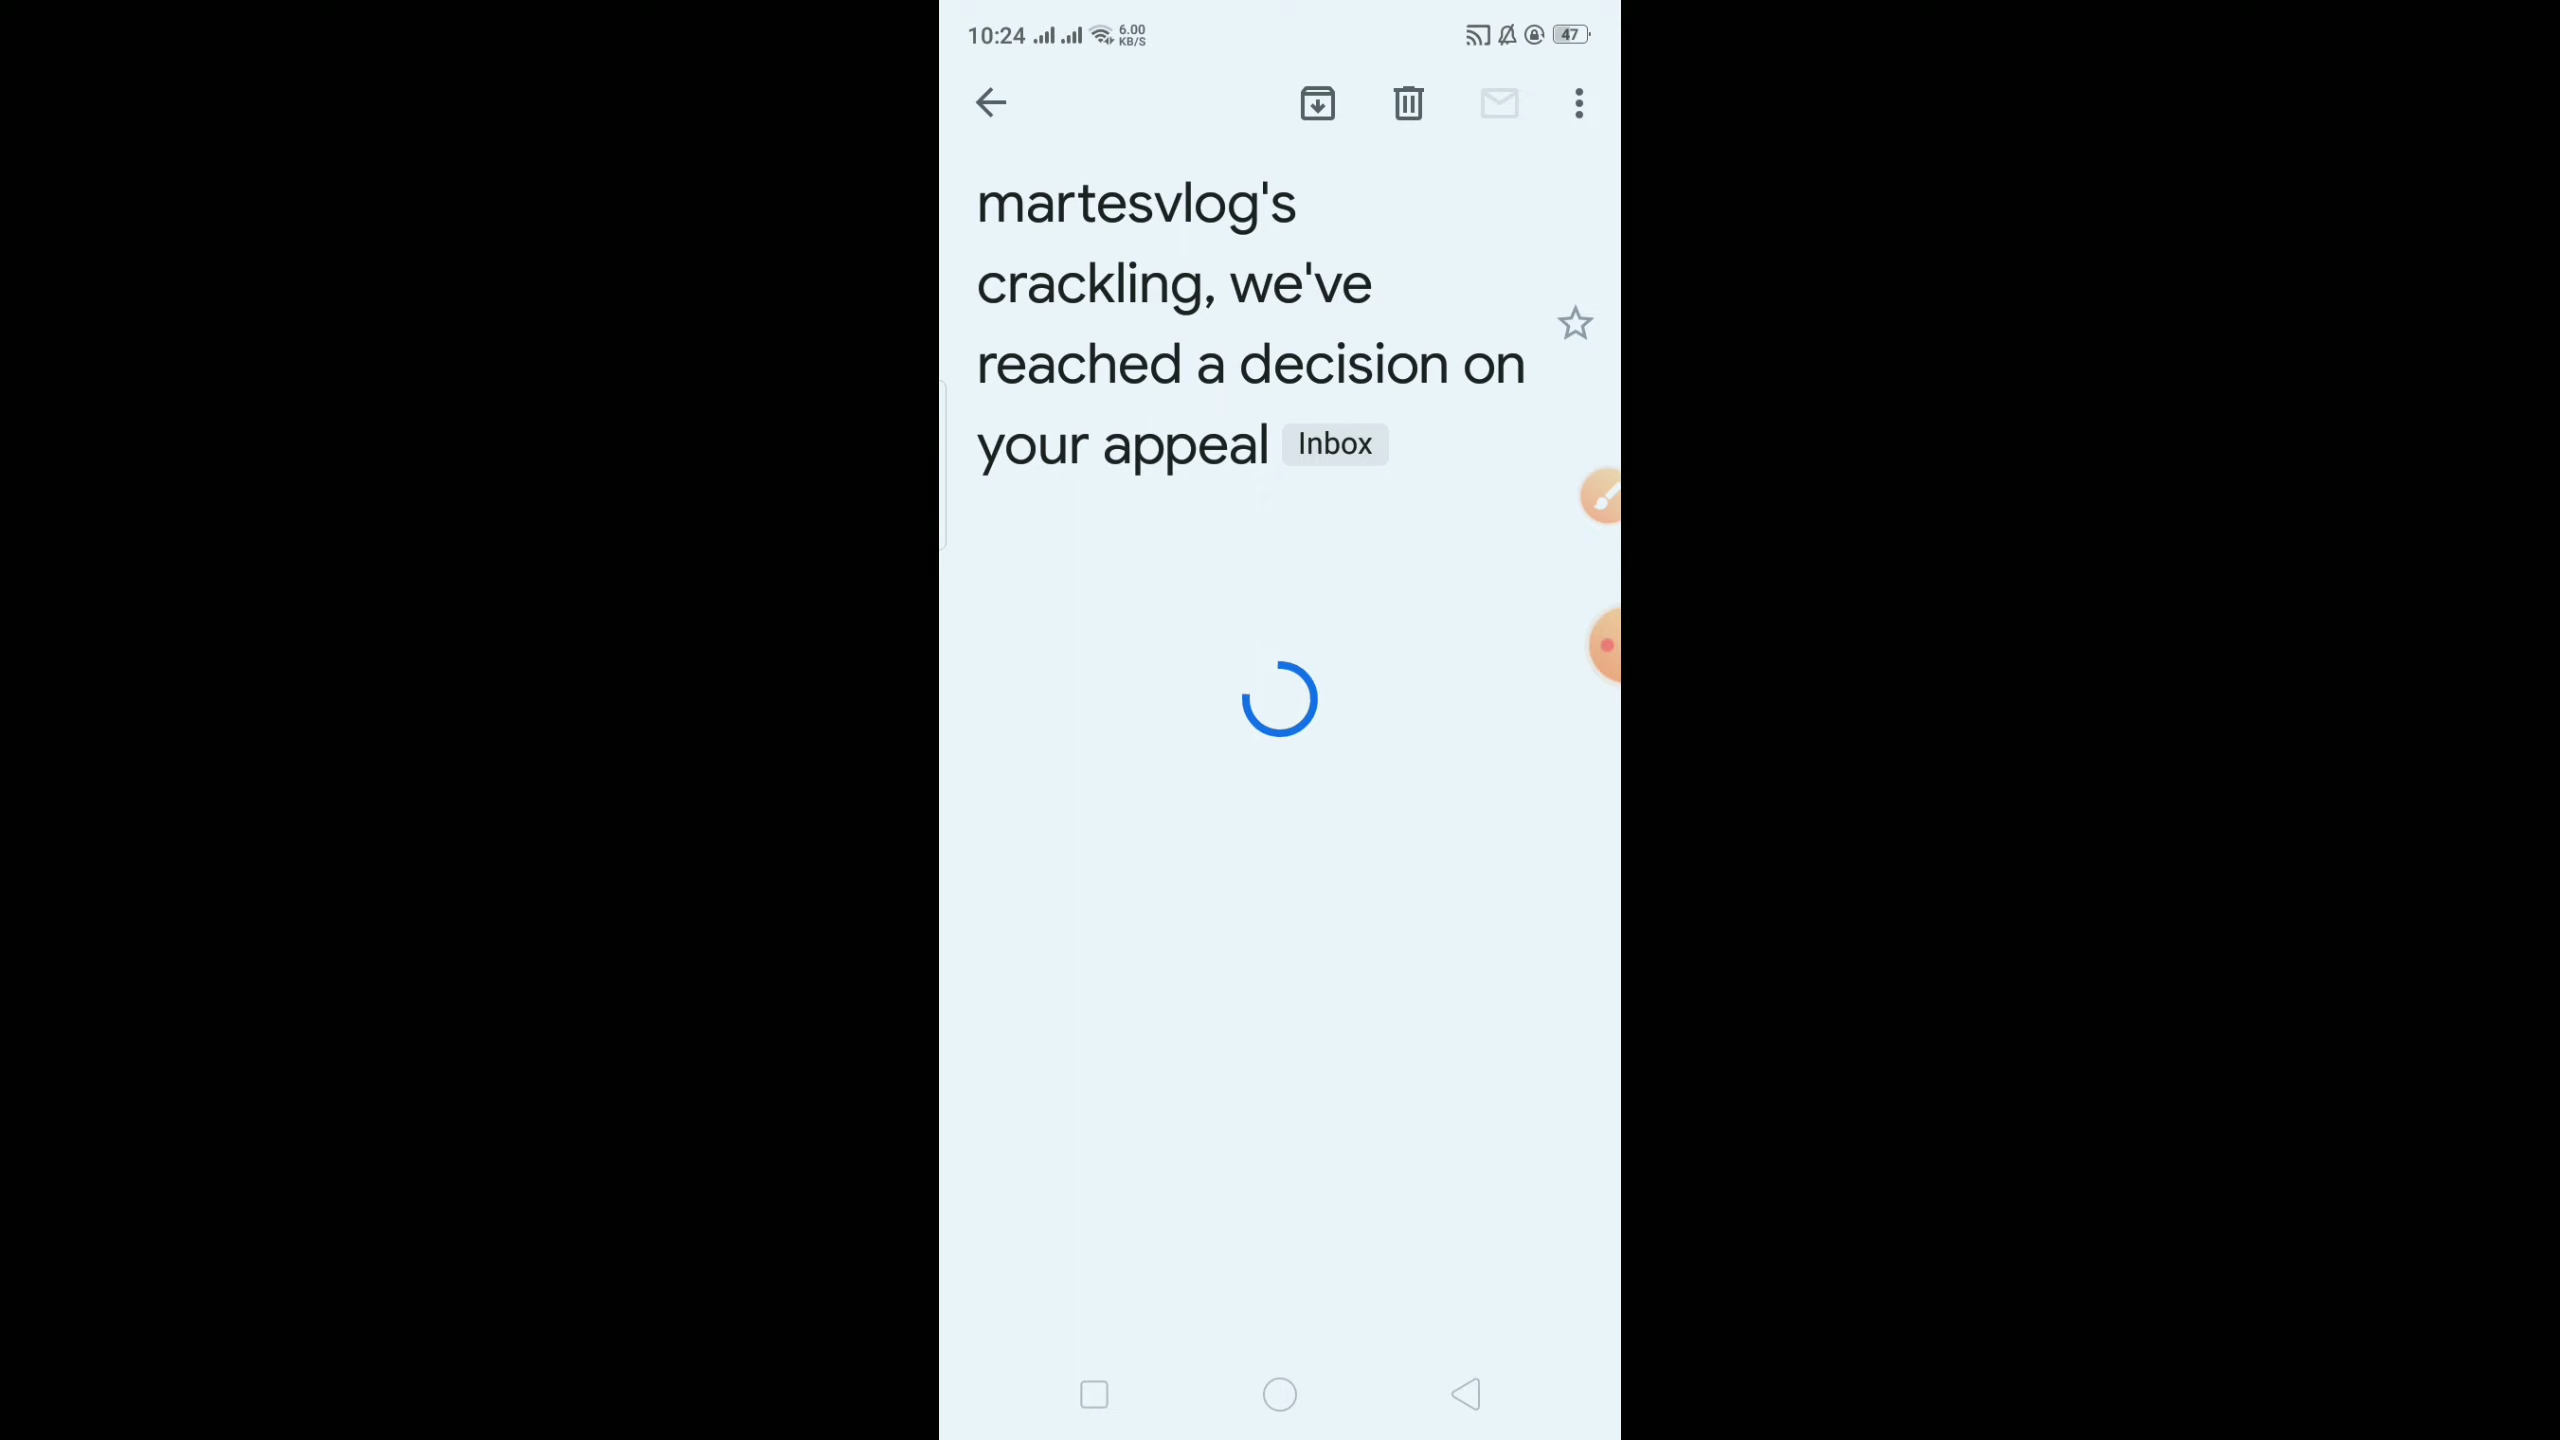 10:24 6.00 KB/S 47
martesvlog's
crackling, we've
reached a decision on
your appeal Inbox